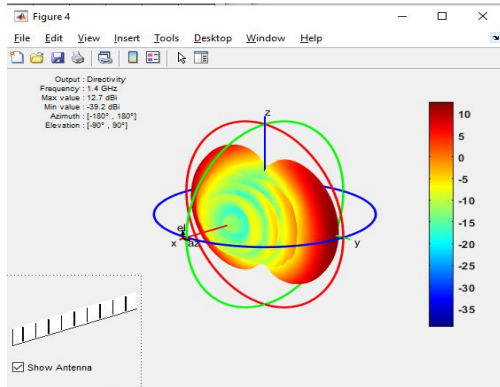 Figure 4
File Edit View Insert Tools Desktop Window Help
Output : Directivity
Frequency : 1.4 GHz
Max value : 12.7 dBi
Min value : -39.2 dBi
Azimuth : [-180° , 180°]
Elevation : [-90° , 90°]
z
el
x
az
y
10
5
0
-5
-10
-15
-20
-25
-30
-35
Show Antenna